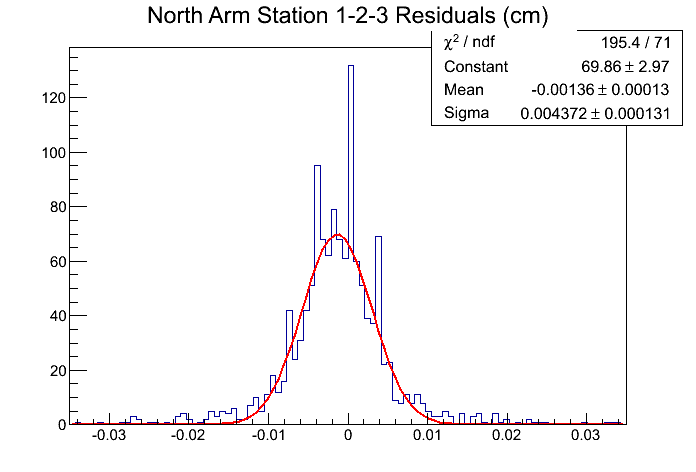 North Arm Station 1-2-3 Residuals (cm)
χ² / ndf 195.4 / 71
Constant 69.86 ± 2.97
Mean -0.00136 ± 0.00013
Sigma 0.004372 ± 0.000131
120
100
80
60
40
20
0
-0.03 -0.02 -0.01 0 0.01 0.02 0.03